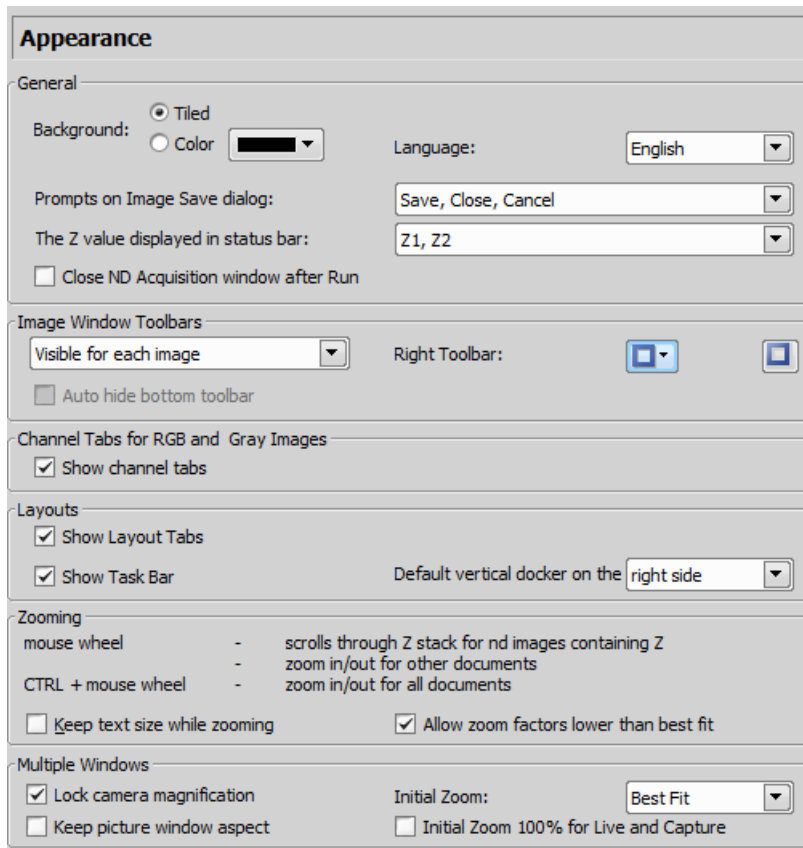 Appearance
General
Background:
Tiled
Color
Language:
English
Prompts on Image Save dialog:
Save, Close, Cancel
The Z value displayed in status bar:
Z1, Z2
Close ND Acquisition window after Run
Image Window Toolbars
Visible for each image
Right Toolbar:
Auto hide bottom toolbar
Channel Tabs for RGB and Gray Images
Show channel tabs
Layouts
Show Layout Tabs
Show Task Bar
Default vertical docker on the right side
Zooming
mouse wheel - scrolls through Z stack for nd images containing Z
- zoom in/out for other documents
CTRL + mouse wheel - zoom in/out for all documents
Keep text size while zooming
Allow zoom factors lower than best fit
Multiple Windows
Lock camera magnification
Initial Zoom:
Best Fit
Keep picture window aspect
Initial Zoom 100% for Live and Capture